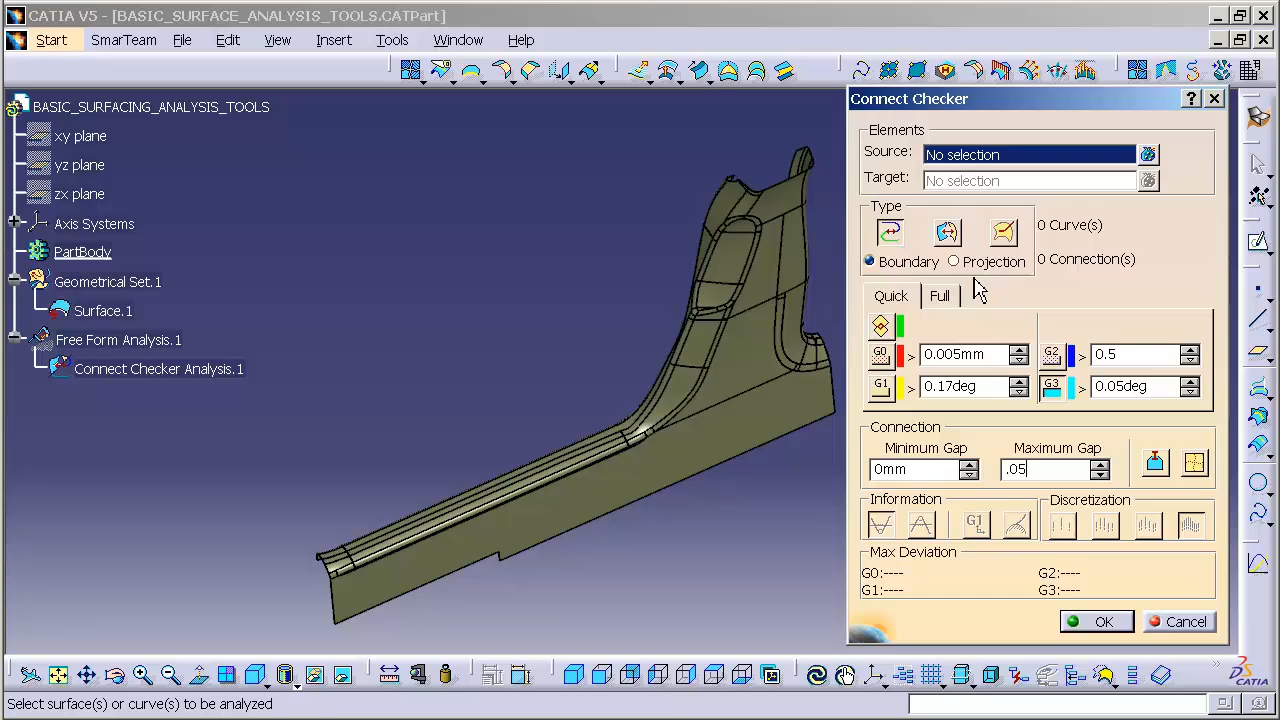 CATIA V5 - [BASIC_SURFACE_ANALYSIS_TOOLS.CATPart]
Start SmarTeam File Edit View Insert Tools Window Help
BASIC_SURFACING_ANALYSIS_TOOLS
xy plane
yz plane
zx plane
Axis Systems
PartBody
Geometrical Set.1
Surface.1
Free Form Analysis.1
Connect Checker Analysis.1
Connect Checker
Elements
Source: No selection
Target: No selection
Type
0 Curve(s)
Boundary Projection 0 Connection(s)
Quick Full
G0 > 0.005mm G2 > 0.5
G1 > 0.17deg G3 > 0.05deg
Connection
Minimum Gap Maximum Gap
0mm .05
Information Discretization
G1
Max Deviation
G0:---- G2:----
G1:---- G3:----
OK Cancel
CATIA
Select surface(s) or curve(s) to be analyzed